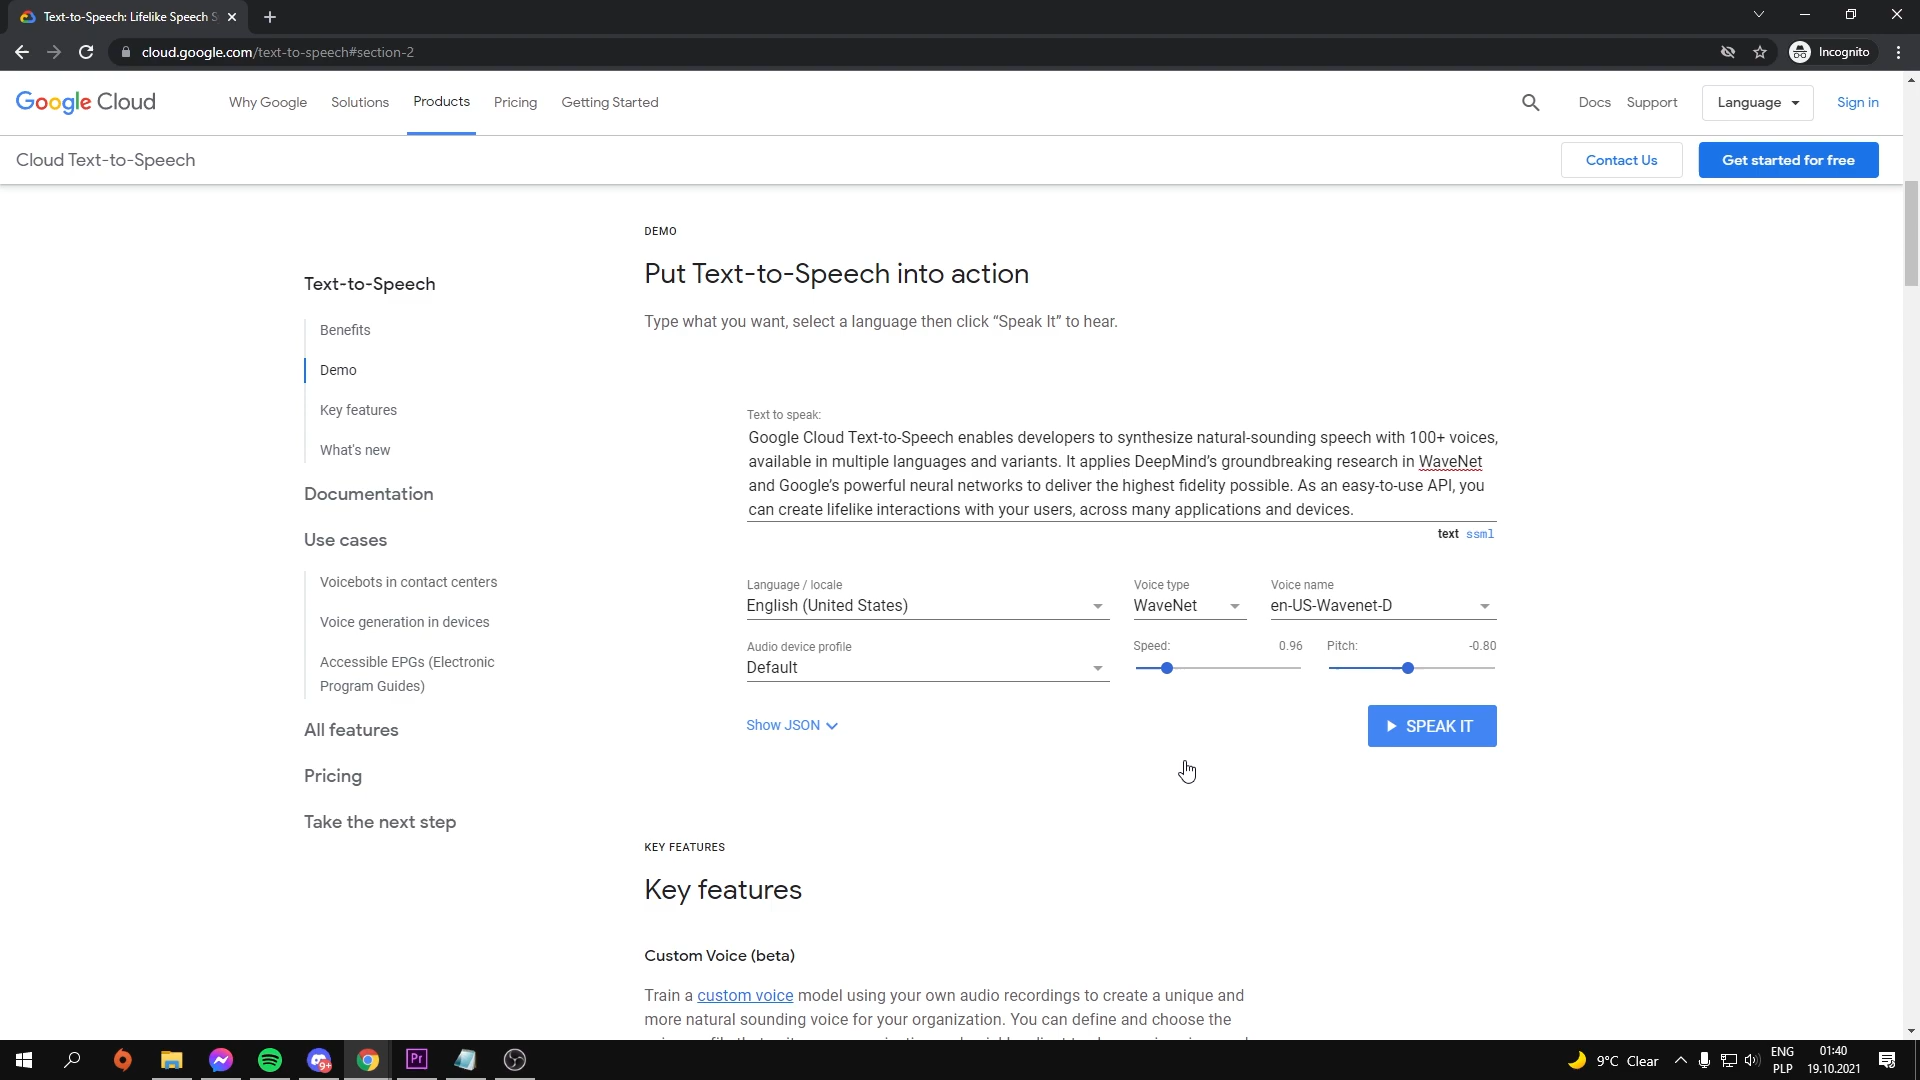 Text-to-Speech: Lifelike Speech S
cloud.google.com/text-to-speech#section-2
Incognito
Google Cloud
Why Google
Solutions
Products
Pricing
Getting Started
Docs
Support
Language
Sign in
Cloud Text-to-Speech
Contact Us
Get started for free
Text-to-Speech
Benefits
Demo
Key features
What's new
Documentation
Use cases
Voicebots in contact centers
Voice generation in devices
Accessible EPGs (Electronic
Program Guides)
All features
Pricing
Take the next step
DEMO
Put Text-to-Speech into action
Type what you want, select a language then click “Speak It” to hear.
Text to speak:
Google Cloud Text-to-Speech enables developers to synthesize natural-sounding speech with 100+ voices,
available in multiple languages and variants. It applies DeepMind’s groundbreaking research in WaveNet
and Google’s powerful neural networks to deliver the highest fidelity possible. As an easy-to-use API, you
can create lifelike interactions with your users, across many applications and devices.
text ssml
Language / locale
English (United States)
Voice type
WaveNet
Voice name
en-US-Wavenet-D
Audio device profile
Default
Speed: 0.96
Pitch: -0.80
Show JSON
SPEAK IT
KEY FEATURES
Key features
Custom Voice (beta)
Train a custom voice model using your own audio recordings to create a unique and
more natural sounding voice for your organization. You can define and choose the
Pr
9+
9°C Clear
ENG
PLP
01:40
19.10.2021